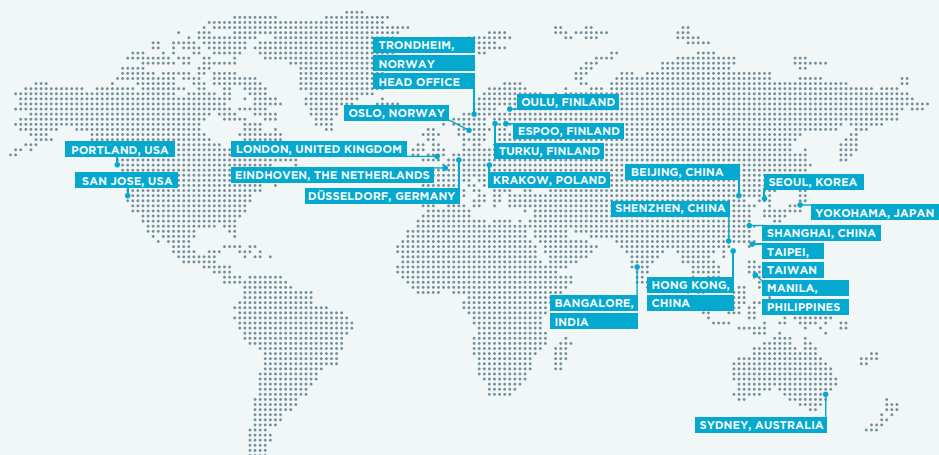 TRONDHEIM,
NORWAY
HEAD OFFICE
OULU, FINLAND
OSLO, NORWAY
ESPOO, FINLAND
PORTLAND, USA
LONDON, UNITED KINGDOM
TURKU, FINLAND
SAN JOSE, USA
EINDHOVEN, THE NETHERLANDS
KRAKOW, POLAND
DÜSSELDORF, GERMANY
BEIJING, CHINA
SEOUL, KOREA
SHENZHEN, CHINA
YOKOHAMA, JAPAN
SHANGHAI, CHINA
TAIPEI,
TAIWAN
HONG KONG,
CHINA
MANILA,
PHILIPPINES
BANGALORE,
INDIA
SYDNEY, AUSTRALIA